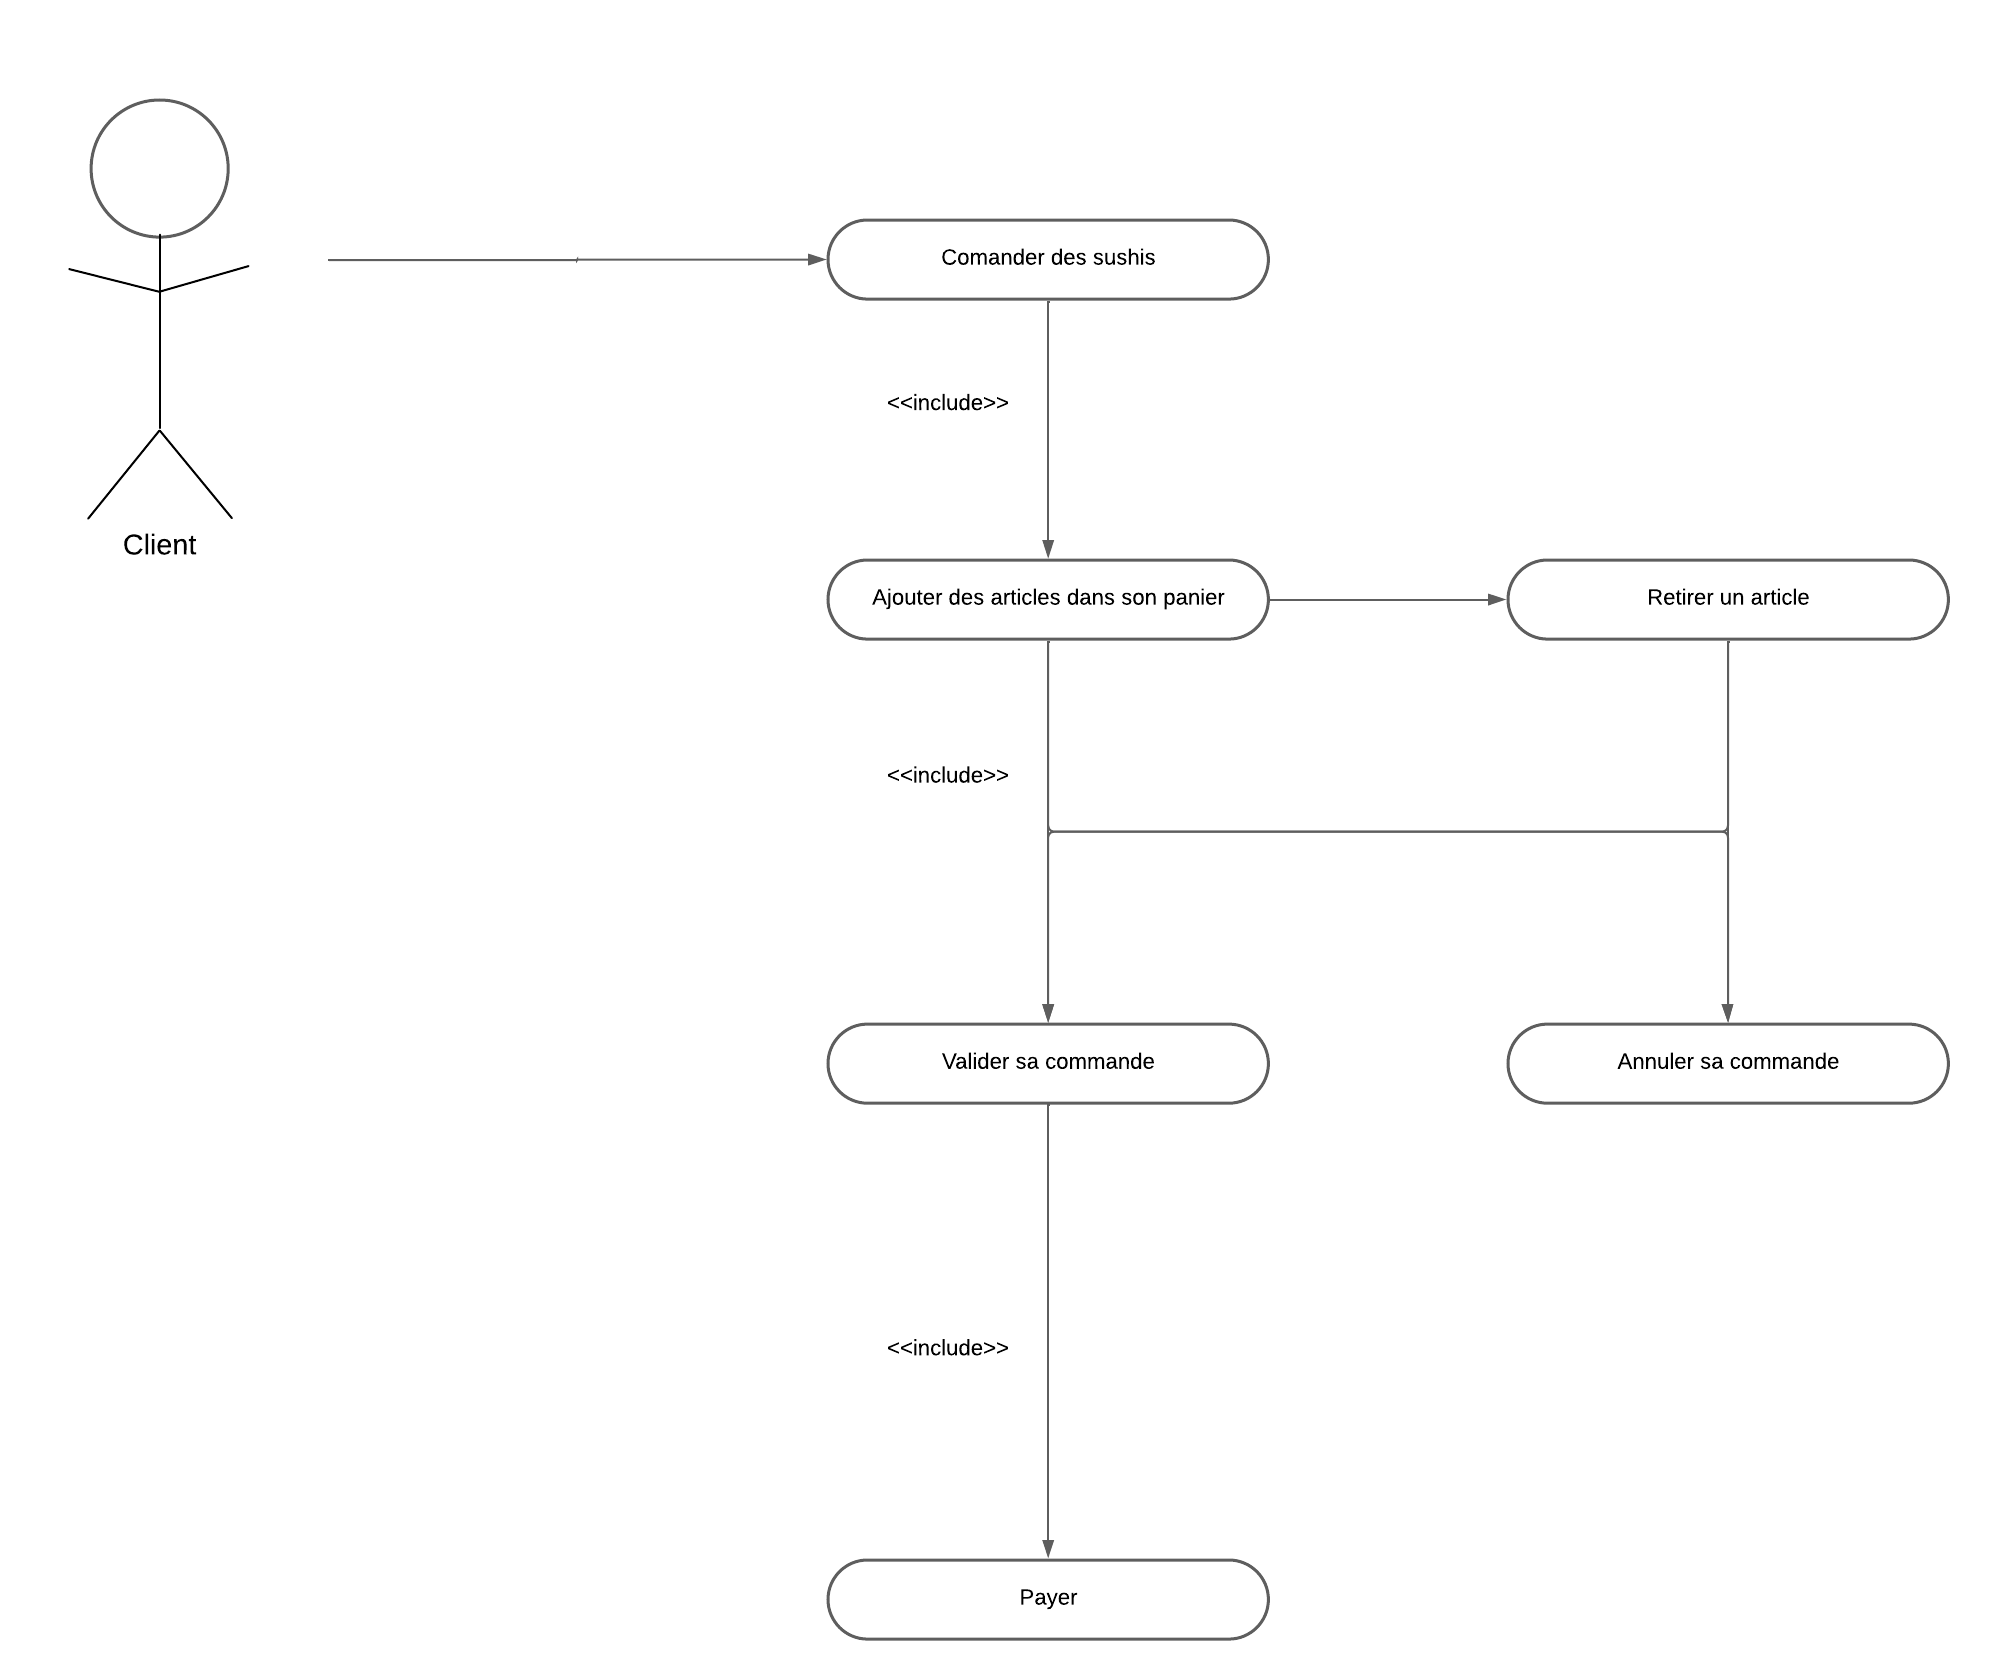 Comander des sushis
<<include>>
Client
Ajouter des articles dans son panier
Retirer un article
<<include>>
Valider sa commande
Annuler sa commande
<<include>>
Payer